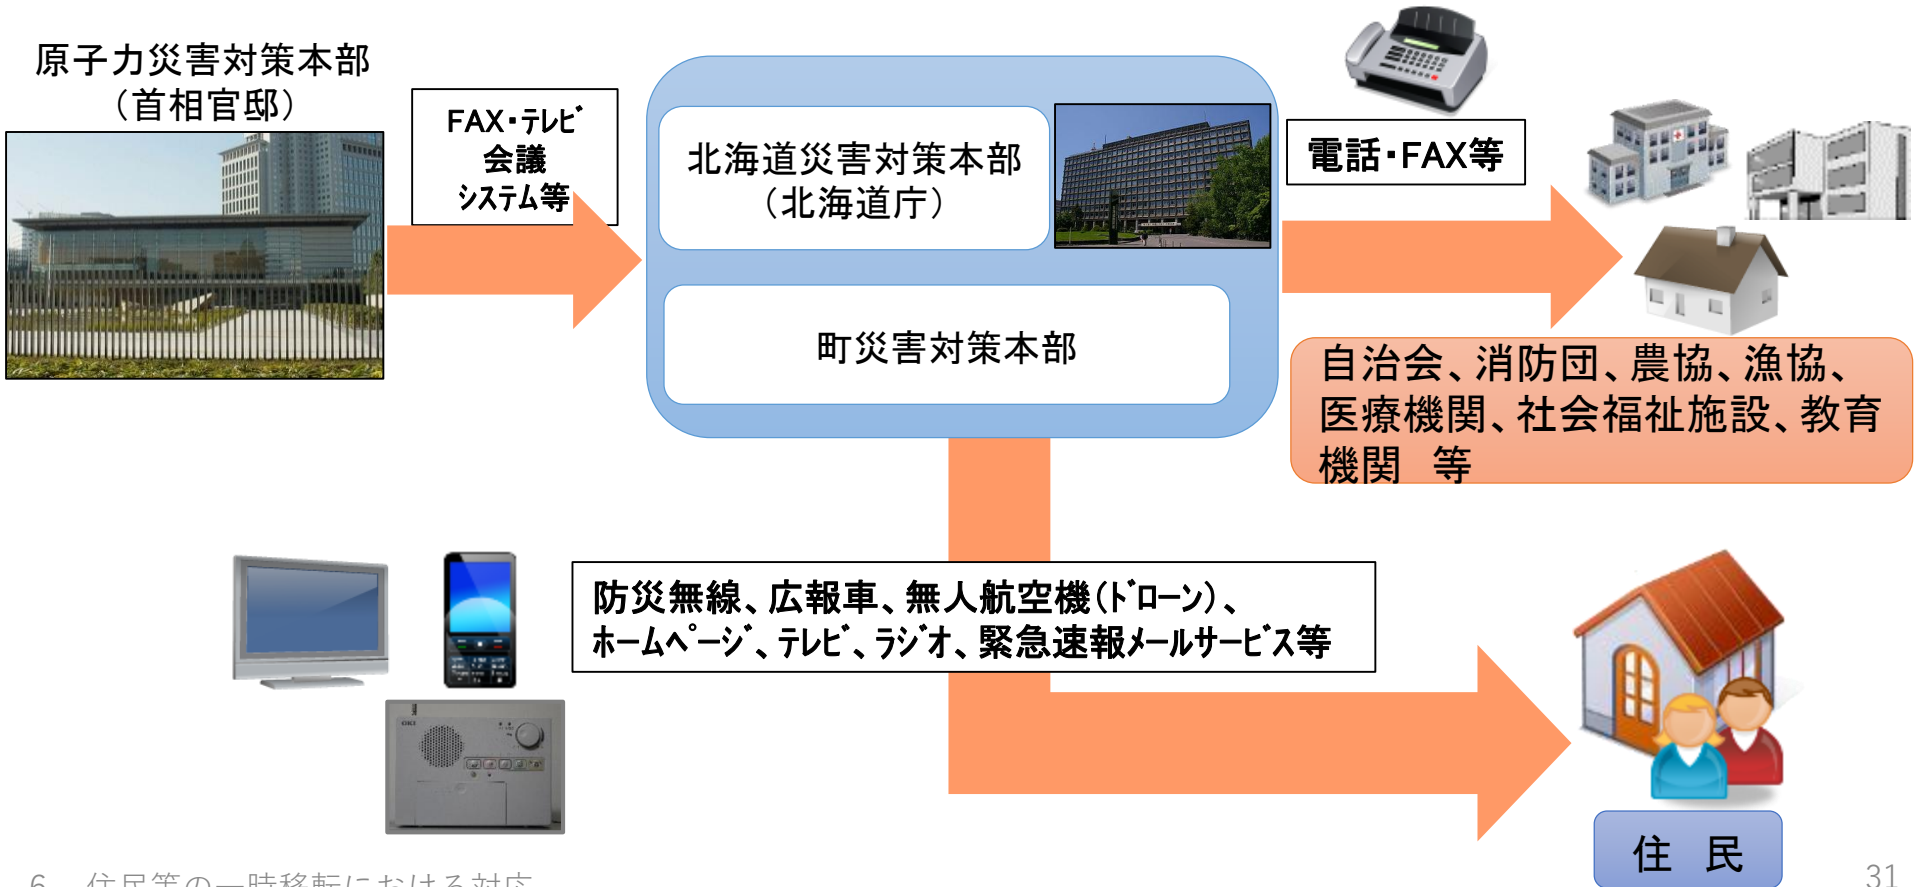 原子力災害対策本部
（首相官邸）
FAX・ﾃﾚﾋﾞ
会議
ｼｽﾃﾑ等
北海道災害対策本部
（北海道庁）
町災害対策本部
電話・FAX等
自治会、消防団、農協、漁協、
医療機関、社会福祉施設、教育
機関　等
防災無線、広報車、無人航空機（ﾄﾞﾛｰﾝ）、
ﾎｰﾑﾍﾟｰｼﾞ、ﾃﾚﾋﾞ、ﾗｼﾞｵ、緊急速報ﾒｰﾙｻｰﾋﾞｽ等
OKI
住　民
6　住民等の一時移転における対応
31